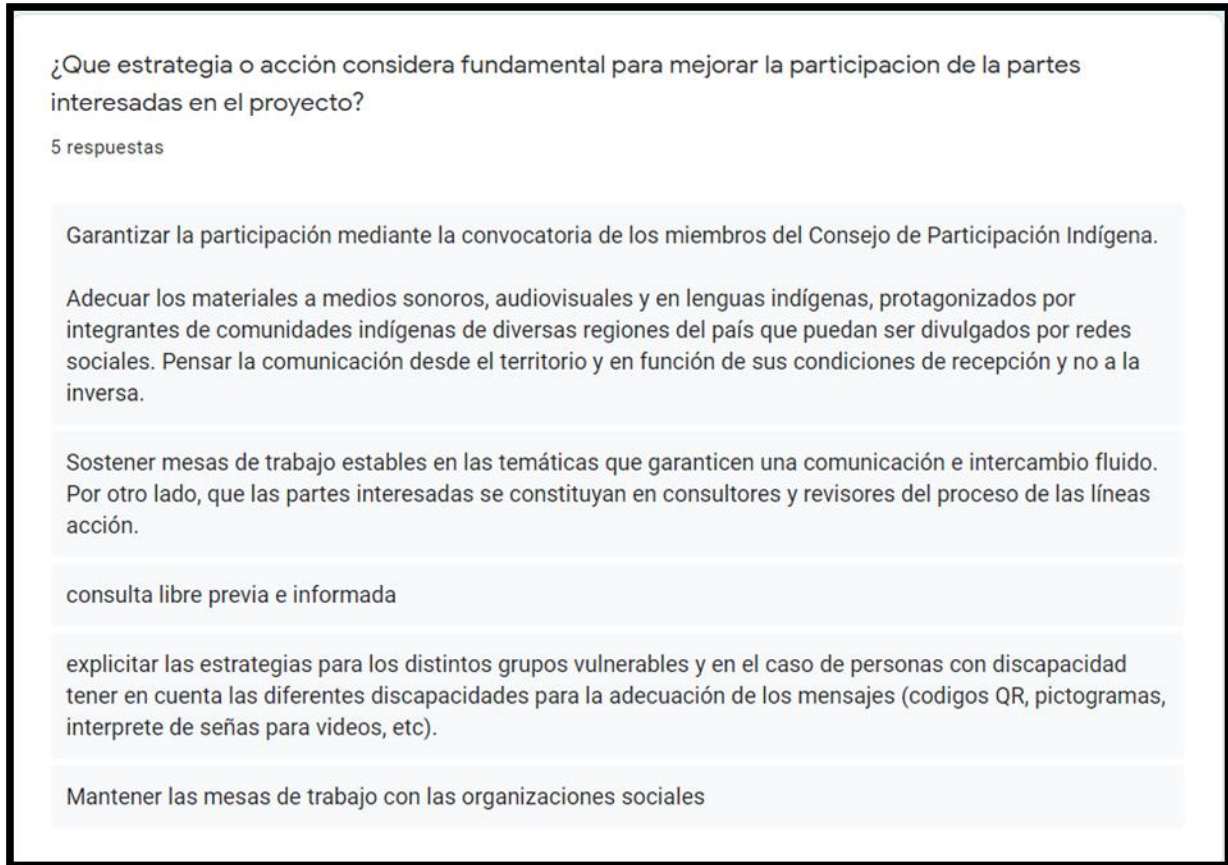 ¿Que estrategia o acción considera fundamental para mejorar la participacion de la partes
interesadas en el proyecto?
5 respuestas
Garantizar la participación mediante la convocatoria de los miembros del Consejo de Participación Indígena.
Adecuar los materiales a medios sonoros, audiovisuales y en lenguas indígenas, protagonizados por
integrantes de comunidades indígenas de diversas regiones del país que puedan ser divulgados por redes
sociales. Pensar la comunicación desde el territorio y en función de sus condiciones de recepción y no a la
inversa.
Sostener mesas de trabajo estables en las temáticas que garanticen una comunicación e intercambio fluido.
Por otro lado, que las partes interesadas se constituyan en consultores y revisores del proceso de las líneas
acción.
consulta libre previa e informada
explicitar las estrategias para los distintos grupos vulnerables y en el caso de personas con discapacidad
tener en cuenta las diferentes discapacidades para la adecuación de los mensajes (codigos QR, pictogramas,
interprete de señas para videos, etc).
Mantener las mesas de trabajo con las organizaciones sociales